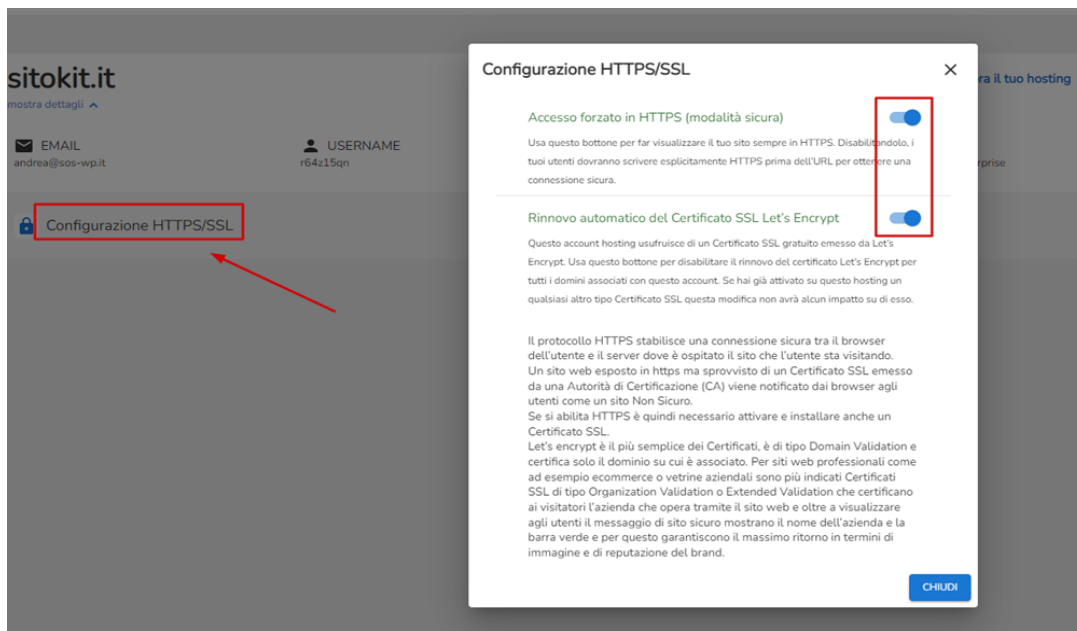 sitokit.it
mostra dettagli
EMAIL
andrea@sos-wp.it
USERNAME
r64z15qn
ra il tuo hosting
rprise
Configurazione HTTPS/SSL
Configurazione HTTPS/SSL
Accesso forzato in HTTPS (modalità sicura)
Usa questo bottone per far visualizzare il tuo sito sempre in HTTPS. Disabilitandolo, i
tuoi utenti dovranno scrivere esplicitamente HTTPS prima dell'URL per ottenere una
connessione sicura.
Rinnovo automatico del Certificato SSL Let's Encrypt
Questo account hosting usufruisce di un Certificato SSL gratuito emesso da Let's
Encrypt. Usa questo bottone per disabilitare il rinnovo del certificato Let's Encrypt per
tutti i domini associati con questo account. Se hai già attivato su questo hosting un
qualsiasi altro tipo Certificato SSL questa modifica non avrà alcun impatto su di esso.
Il protocollo HTTPS stabilisce una connessione sicura tra il browser
dell'utente e il server dove è ospitato il sito che l'utente sta visitando.
Un sito web esposto in https ma sprovvisto di un Certificato SSL emesso
da una Autorità di Certificazione (CA) viene notificato dai browser agli
utenti come un sito Non Sicuro.
Se si abilita HTTPS è quindi necessario attivare e installare anche un
Certificato SSL.
Let's encrypt è il più semplice dei Certificati, è di tipo Domain Validation e
certifica solo il dominio su cui è associato. Per siti web professionali come
ad esempio ecommerce o vetrine aziendali sono più indicati Certificati
SSL di tipo Organization Validation o Extended Validation che certificano
ai visitatori l'azienda che opera tramite il sito web e oltre a visualizzare
agli utenti il messaggio di sito sicuro mostrano il nome dell'azienda e la
barra verde e per questo garantiscono il massimo ritorno in termini di
immagine e di reputazione del brand.
CHIUDI